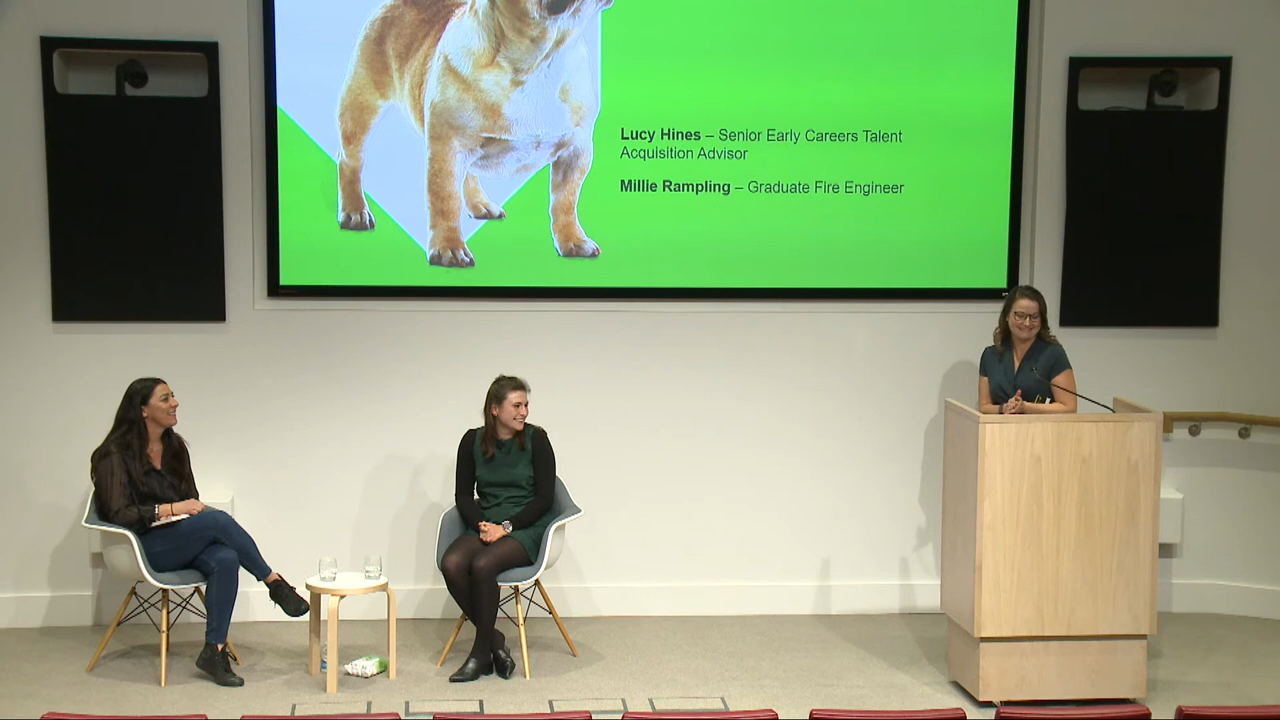 Lucy Hines – Senior Early Careers Talent
Acquisition Advisor
Millie Rampling – Graduate Fire Engineer